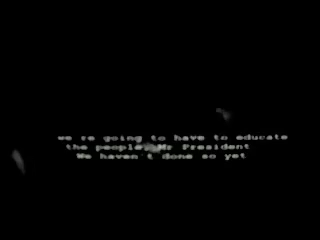 we re going to have to educate
the people, Mr President
We haven't done so yet